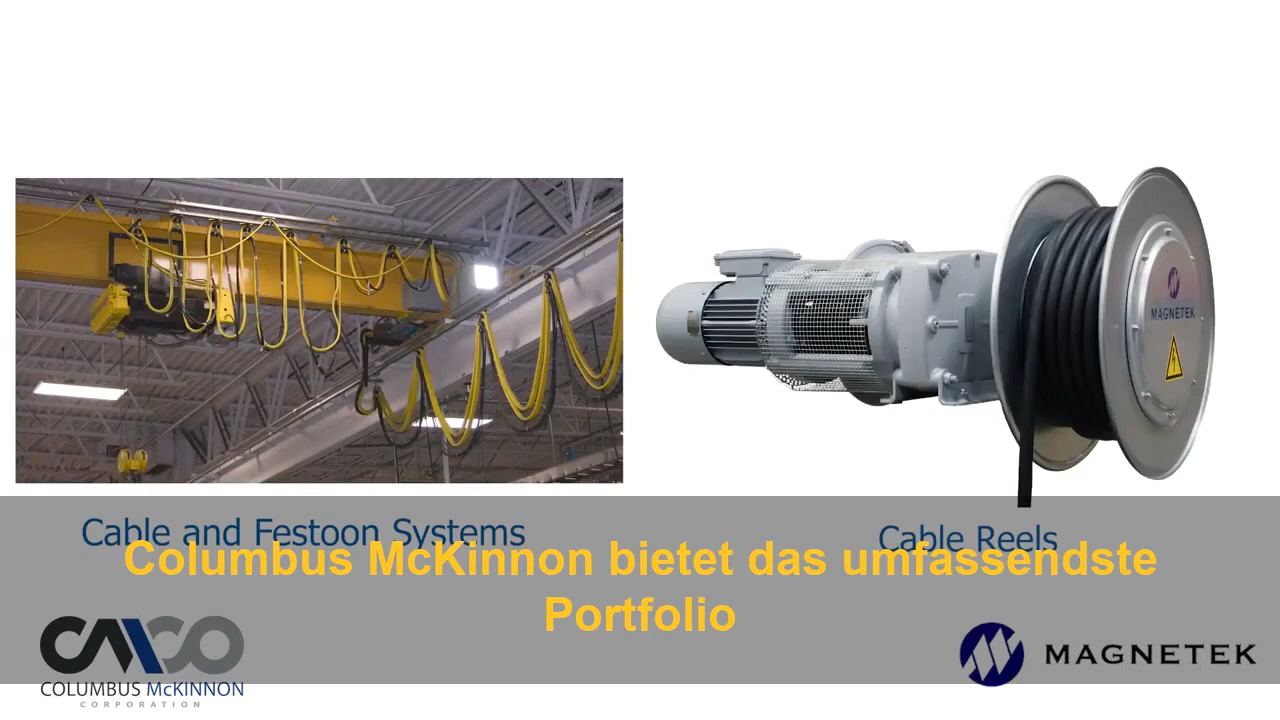 MAGNETEK
Cable and Festoon Systems
Cable Reels
Columbus McKinnon bietet das umfassendste
Portfolio
CMCO
COLUMBUS McKINNON
CORPORATION
MAGNETEK